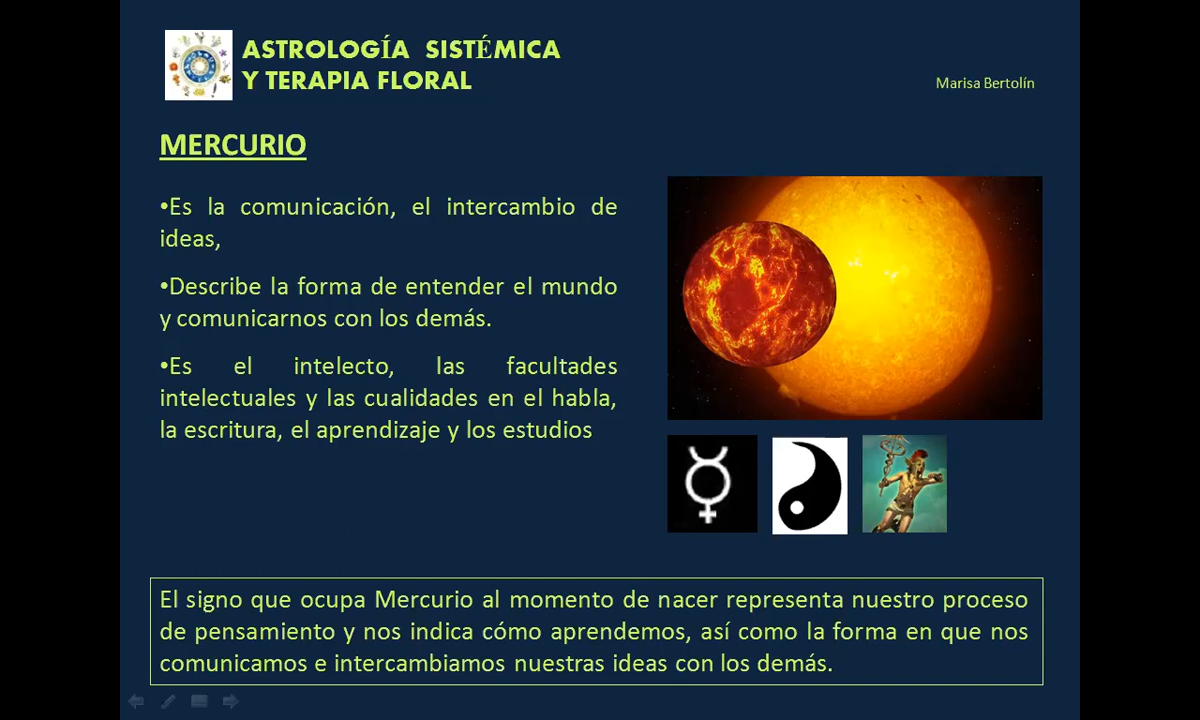 ASTROLOGÍA SISTÉMICA
Y TERAPIA FLORAL
Marisa Bertolín
MERCURIO
•Es la comunicación, el intercambio de
ideas,
•Describe la forma de entender el mundo
y comunicarnos con los demás.
•Es el intelecto, las facultades
intelectuales y las cualidades en el habla,
la escritura, el aprendizaje y los estudios
El signo que ocupa Mercurio al momento de nacer representa nuestro proceso
de pensamiento y nos indica cómo aprendemos, así como la forma en que nos
comunicamos e intercambiamos nuestras ideas con los demás.